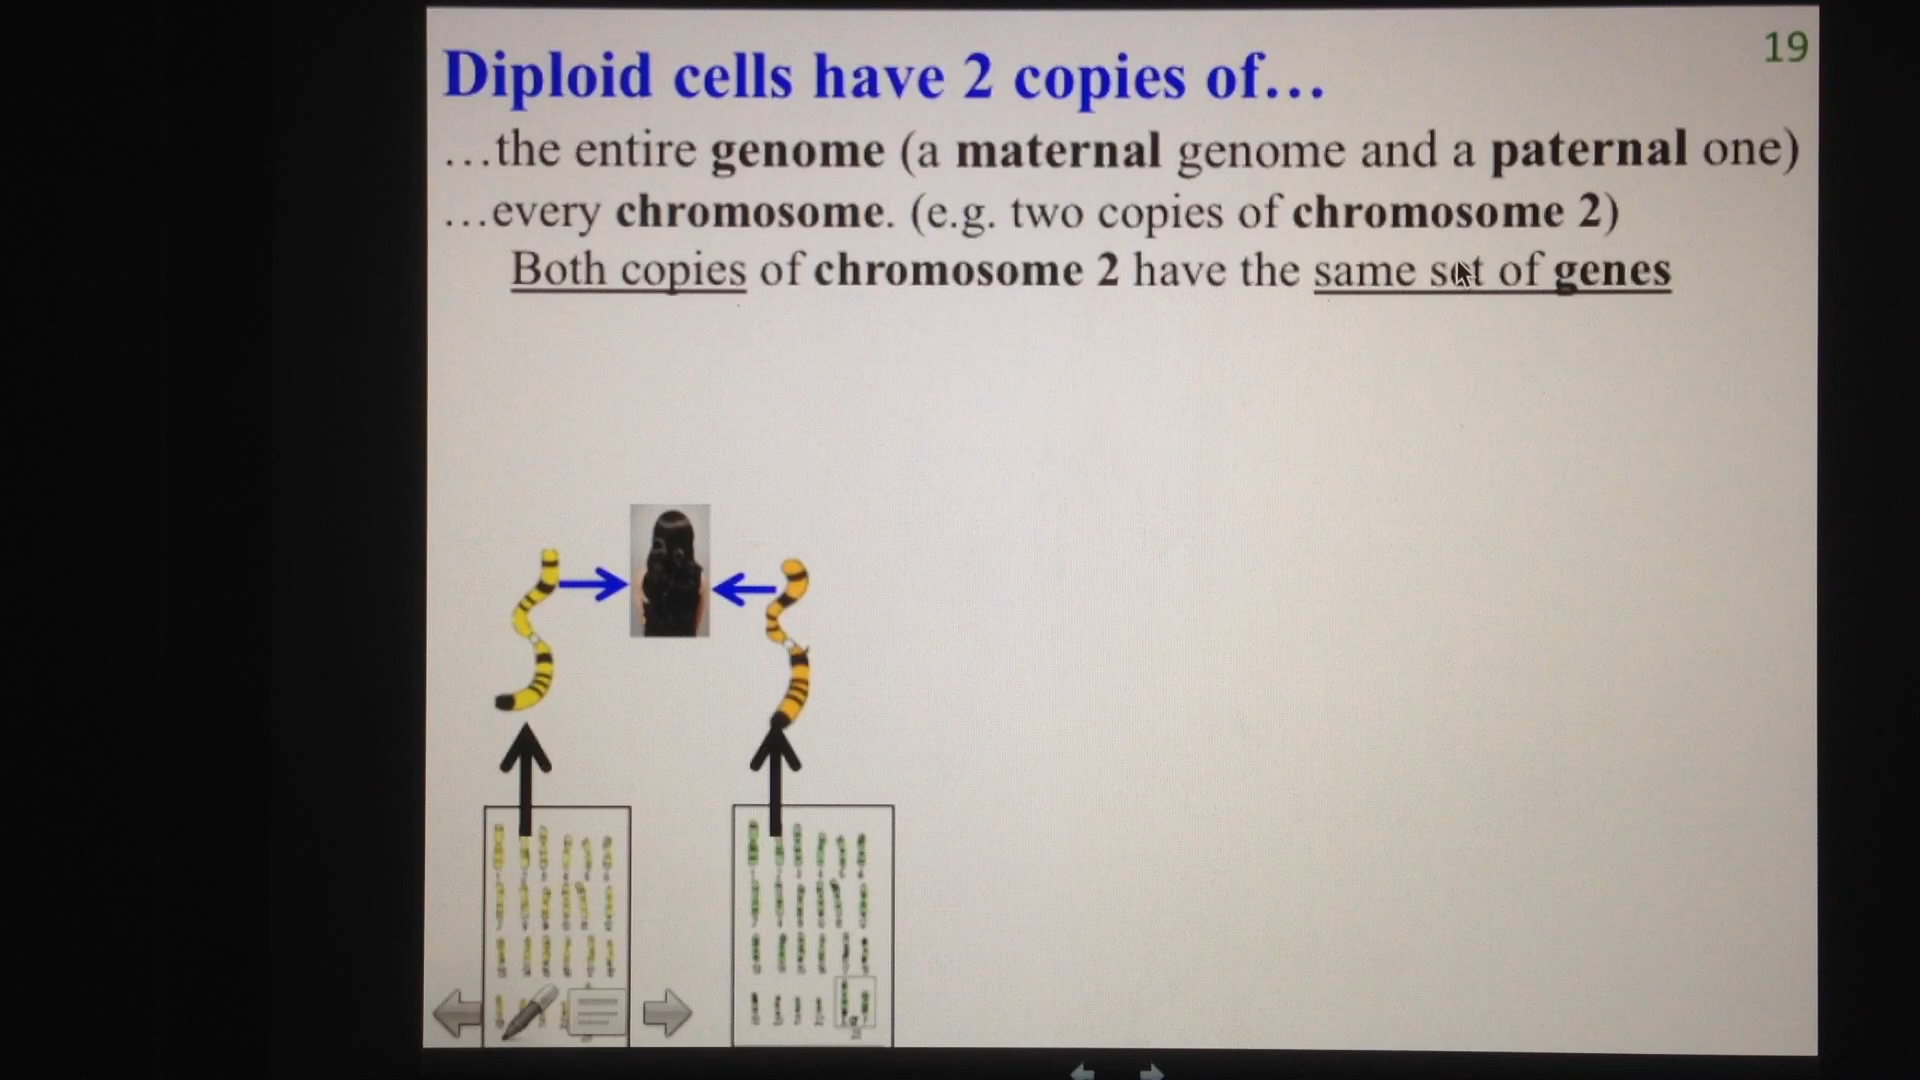 19
Diploid cells have 2 copies of…
…the entire genome (a maternal genome and a paternal one)
…every chromosome. (e.g. two copies of chromosome 2)
Both copies of chromosome 2 have the same set of genes